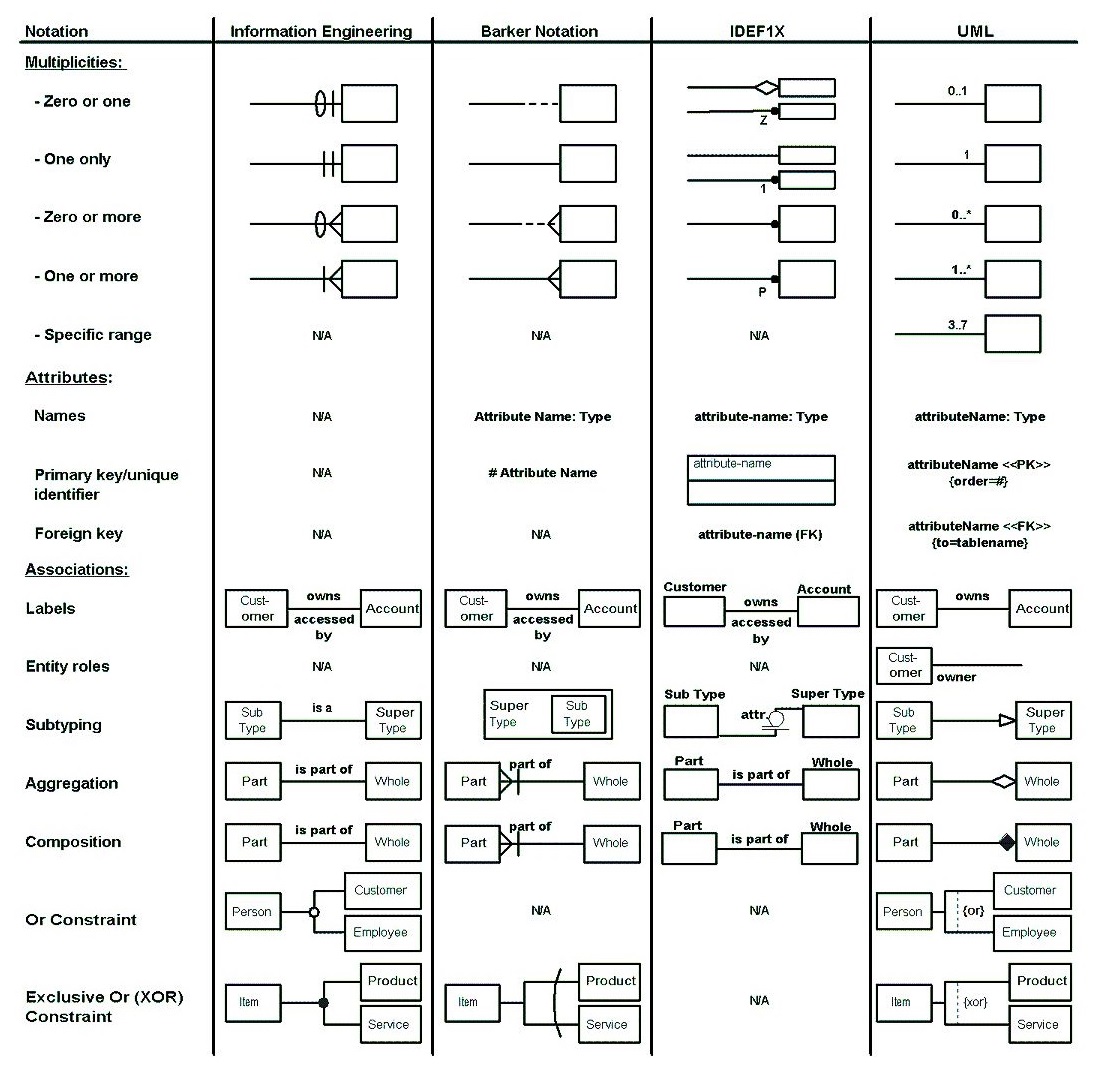 Notation Information Engineering Barker Notation IDEF1X UML
Multiplicities:
- Zero or one 0..1
Z
- One only 1
1
- Zero or more 0..*
- One or more 1..*
P
- Specific range N/A N/A N/A 3..7
Attributes:
Names N/A Attribute Name: Type attribute-name: Type attributeName: Type
Primary key/unique
identifier
N/A # Attribute Name attribute-name attributeName <<PK>>
{order=#}
Foreign key N/A N/A attribute-name (FK) attributeName <<FK>>
{to=tablename}
Associations:
Labels
Cust-
omer
owns
accessed
by
Account
Cust-
omer
owns
accessed
by
Account
Customer
owns
accessed
by
Account
Cust-
omer
owns
Account
Entity roles N/A N/A N/A
Cust-
omer
owner
Subtyping
Sub
Type
is a
Super
Type
Super
Type
Sub
Type
Sub Type
attr.
Super Type
Sub
Type
Super
Type
Aggregation
Part is part of Whole
Part part of Whole
Part is part of Whole
Part Whole
Composition
Part is part of Whole
Part part of Whole
Part is part of Whole
Part Whole
Or Constraint
Person
Customer
Employee
N/A
N/A
Person
{or}
Customer
Employee
Exclusive Or (XOR)
Constraint
Item
Product
Service
Item
Product
Service
N/A
Item
{xor}
Product
Service